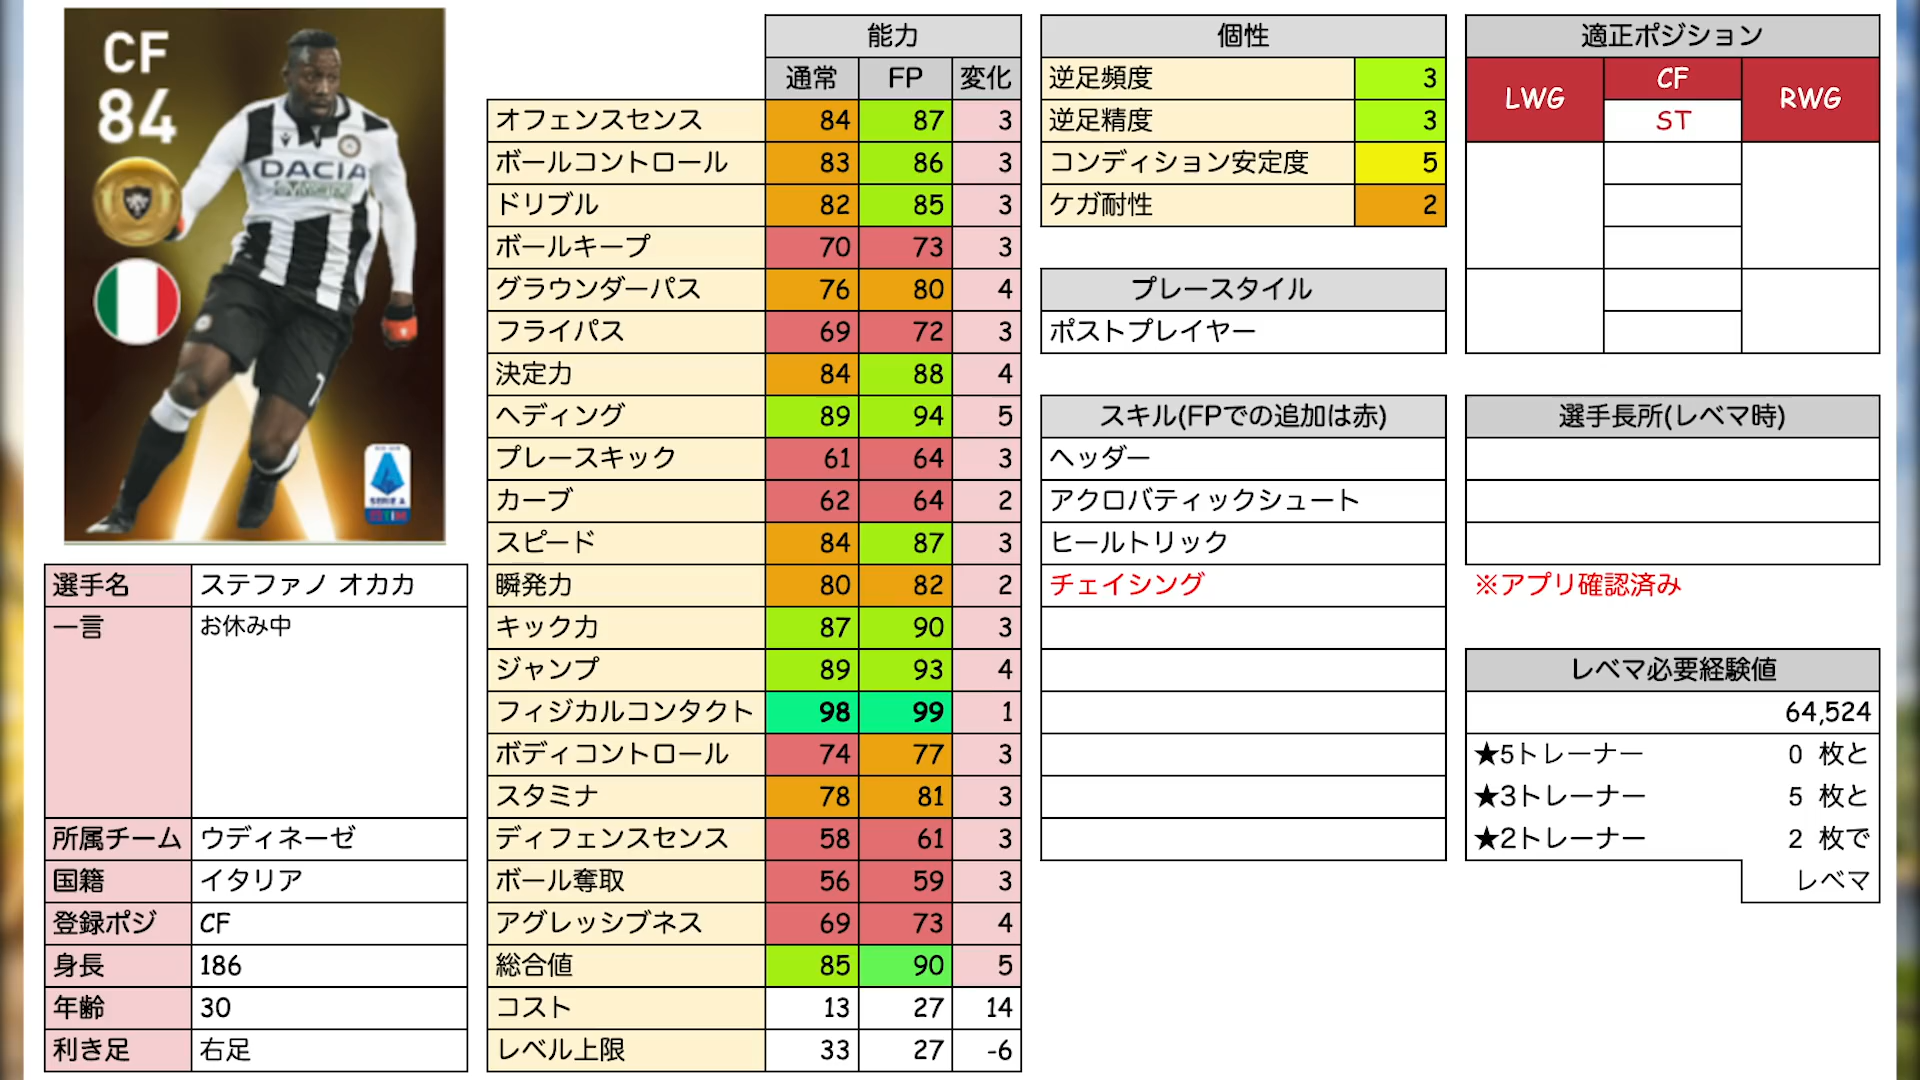 CF
84
DACIA
SERIE A
TIM
選手名 ステファノ オカカ
一言 お休み中
所属チーム ウディネーゼ
国籍 イタリア
登録ポジ CF
身長 186
年齢 30
利き足 右足
能力
通常 FP 変化
オフェンスセンス 84 87 3
ボールコントロール 83 86 3
ドリブル 82 85 3
ボールキープ 70 73 3
グラウンダーパス 76 80 4
フライパス 69 72 3
決定力 84 88 4
ヘディング 89 94 5
プレースキック 61 64 3
カーブ 62 64 2
スピード 84 87 3
瞬発力 80 82 2
キック力 87 90 3
ジャンプ 89 93 4
フィジカルコンタクト 98 99 1
ボディコントロール 74 77 3
スタミナ 78 81 3
ディフェンスセンス 58 61 3
ボール奪取 56 59 3
アグレッシブネス 69 73 4
総合値 85 90 5
コスト 13 27 14
レベル上限 33 27 -6
個性
逆足頻度 3
逆足精度 3
コンディション安定度 5
ケガ耐性 2
プレースタイル
ポストプレイヤー
スキル(FPでの追加は赤)
ヘッダー
アクロバティックシュート
ヒールトリック
チェイシング
適正ポジション
LWG CF RWG
ST
選手長所(レベマ時)
※アプリ確認済み
レベマ必要経験値
64,524
★5トレーナー 0 枚と
★3トレーナー 5 枚と
★2トレーナー 2 枚で
レベマ